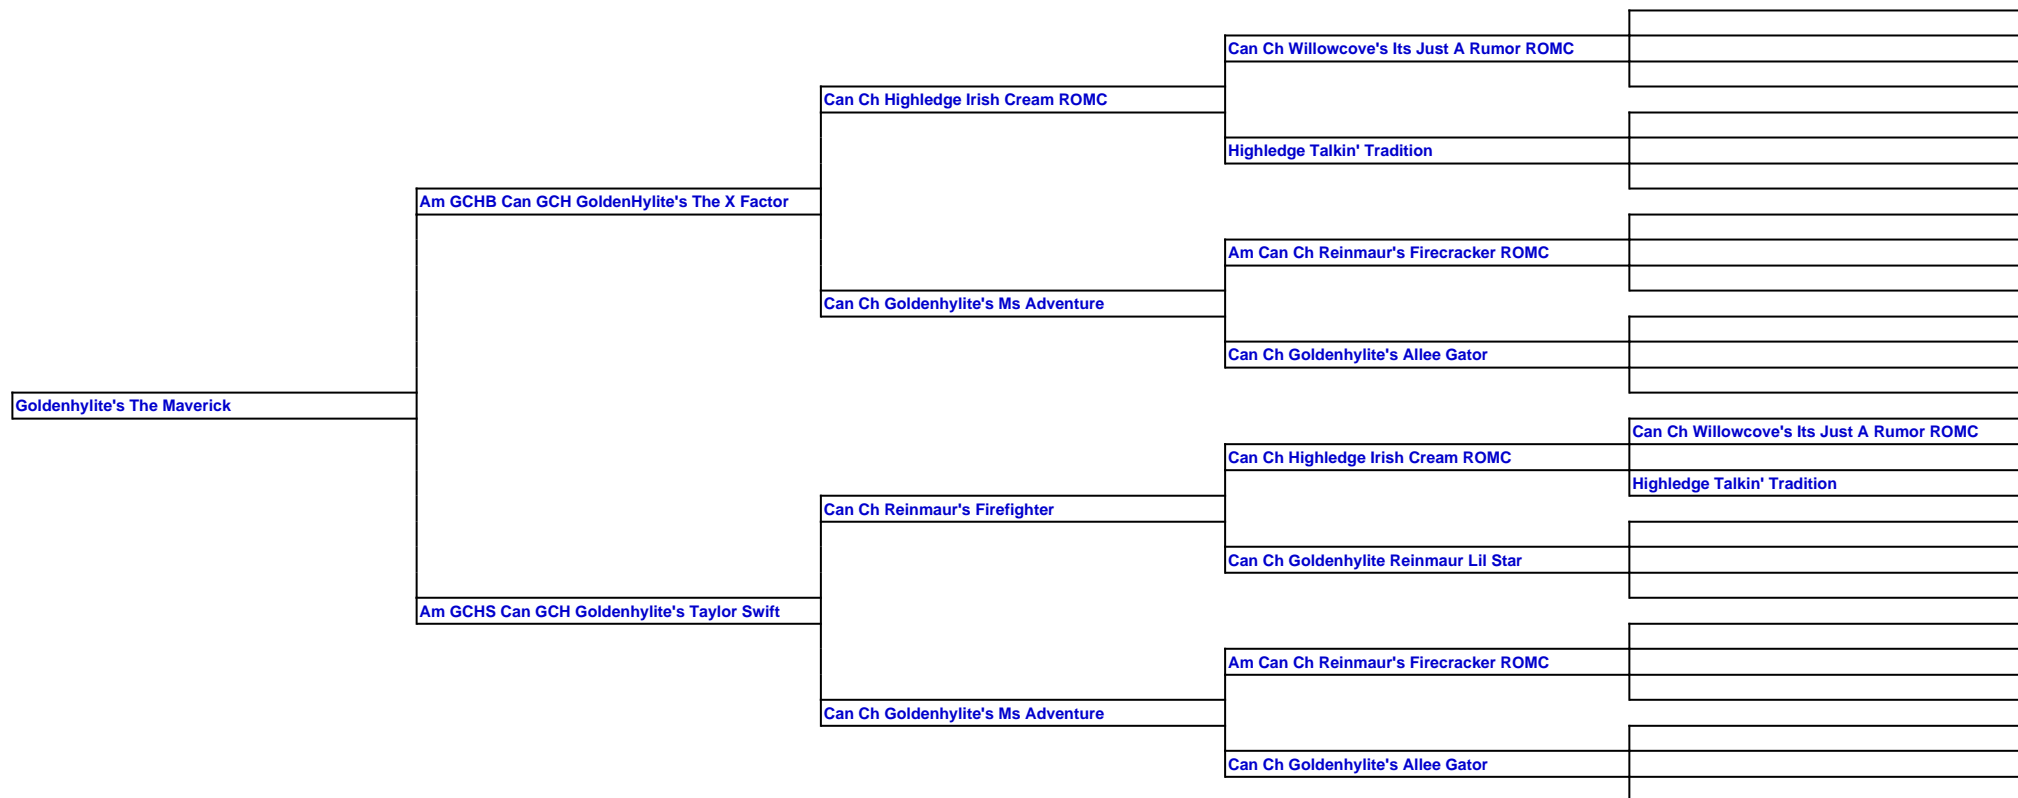 Can Ch Willowcove's Its Just A Rumor ROMC
Can Ch Highledge Irish Cream ROMC
Highledge Talkin' Tradition
Am GCHB Can GCH GoldenHylite's The X Factor
Am Can Ch Reinmaur's Firecracker ROMC
Can Ch Goldenhylite's Ms Adventure
Can Ch Goldenhylite's Allee Gator
Goldenhylite's The Maverick
Can Ch Willowcove's Its Just A Rumor ROMC
Can Ch Highledge Irish Cream ROMC
Highledge Talkin' Tradition
Can Ch Reinmaur's Firefighter
Can Ch Goldenhylite Reinmaur Lil Star
Am GCHS Can GCH Goldenhylite's Taylor Swift
Am Can Ch Reinmaur's Firecracker ROMC
Can Ch Goldenhylite's Ms Adventure
Can Ch Goldenhylite's Allee Gator